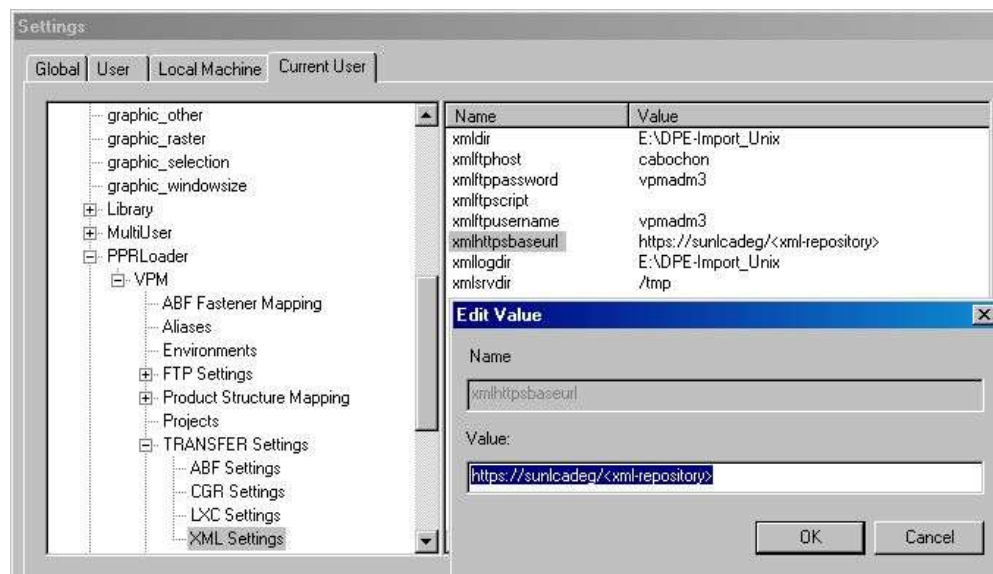 Settings
Global
User
Local Machine
Current User
graphic_other
graphic_raster
graphic_selection
graphic_windowsize
Library
MultiUser
PPRLoader
VPM
ABF Fastener Mapping
Aliases
Environments
FTP Settings
Product Structure Mapping
Projects
TRANSFER Settings
ABF Settings
CGR Settings
LXC Settings
XML Settings
Name Value
xmldir E:\DPE-Import_Unix
xmlftphost cabochon
xmlftppassword vpmadm3
xmlftpscript
xmlftpusername vpmadm3
xmlhttpsbaseurl https://sunlcadeg/<xml-repository>
xmllogdir E:\DPE-Import_Unix
xmlsrvdir /tmp
Edit Value
Name
xmlhttpsbaseurl
Value:
https://sunlcadeg/<xml-repository>
OK
Cancel